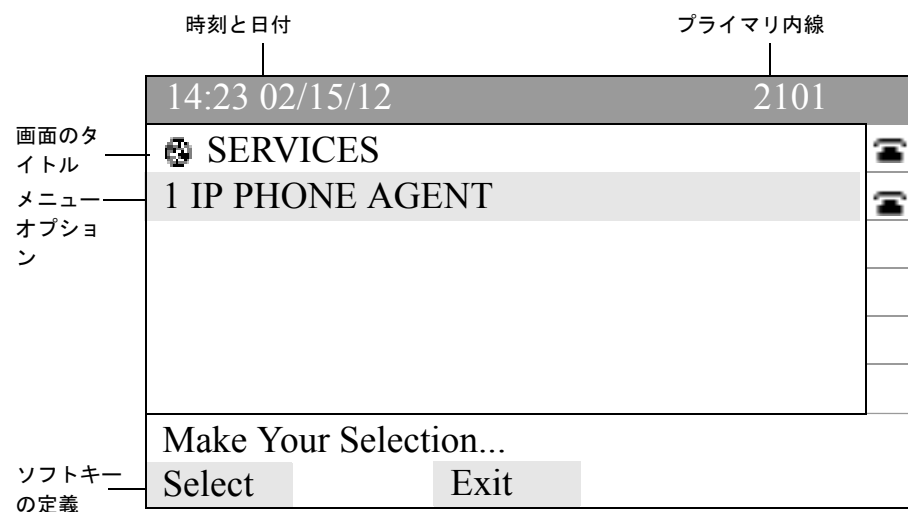 時刻と日付
プライマリ内線
14:23 02/15/12
2101
画面のタ
イトル
SERVICES
メニュー
オプショ
ン
1 IP PHONE AGENT
Make Your Selection...
ソフトキー
の定義
Select
Exit